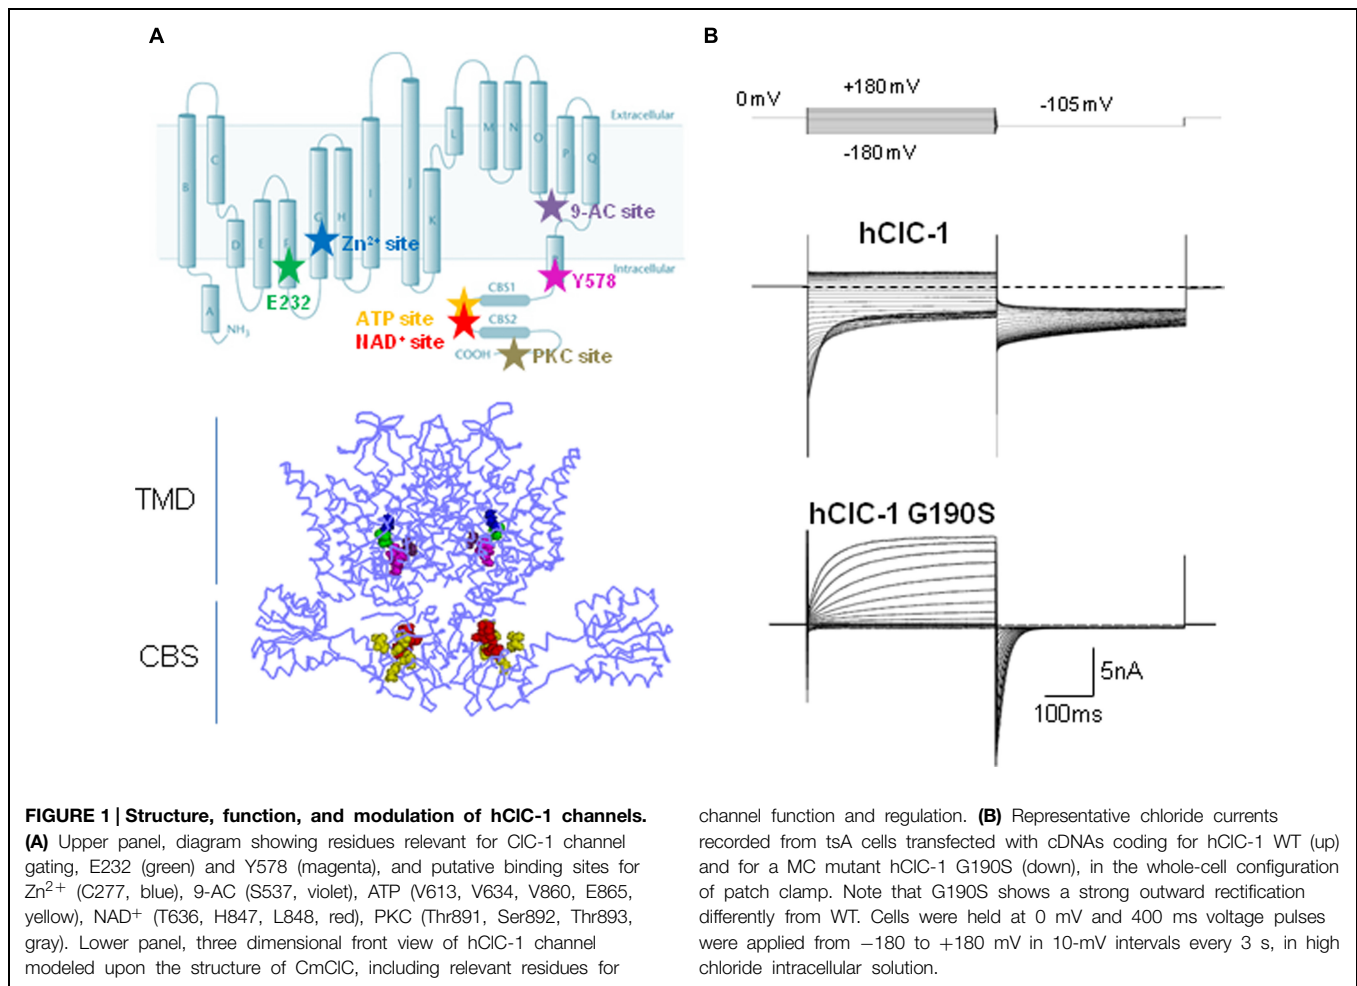 A
Extracellular
B
C
D
E
F
G
H
I
J
K
L
M
N
O
P
Q
A
NH₃
9-AC site
Zn²⁺ site
Intracellular
E232
Y578
CBS1
ATP site
CBS2
NAD⁺ site
COOH
PKC site
TMD
CBS
B
0 mV
+180 mV
-105 mV
-180 mV
hClC-1
hClC-1 G190S
5nA
100ms
FIGURE 1 | Structure, function, and modulation of hClC-1 channels.
(A) Upper panel, diagram showing residues relevant for ClC-1 channel
gating, E232 (green) and Y578 (magenta), and putative binding sites for
Zn²⁺ (C277, blue), 9-AC (S537, violet), ATP (V613, V634, V860, E865,
yellow), NAD⁺ (T636, H847, L848, red), PKC (Thr891, Ser892, Thr893,
gray). Lower panel, three dimensional front view of hClC-1 channel
modeled upon the structure of CmClC, including relevant residues for
channel function and regulation. (B) Representative chloride currents
recorded from tsA cells transfected with cDNAs coding for hClC-1 WT (up)
and for a MC mutant hClC-1 G190S (down), in the whole-cell configuration
of patch clamp. Note that G190S shows a strong outward rectification
differently from WT. Cells were held at 0 mV and 400 ms voltage pulses
were applied from −180 to +180 mV in 10-mV intervals every 3 s, in high
chloride intracellular solution.